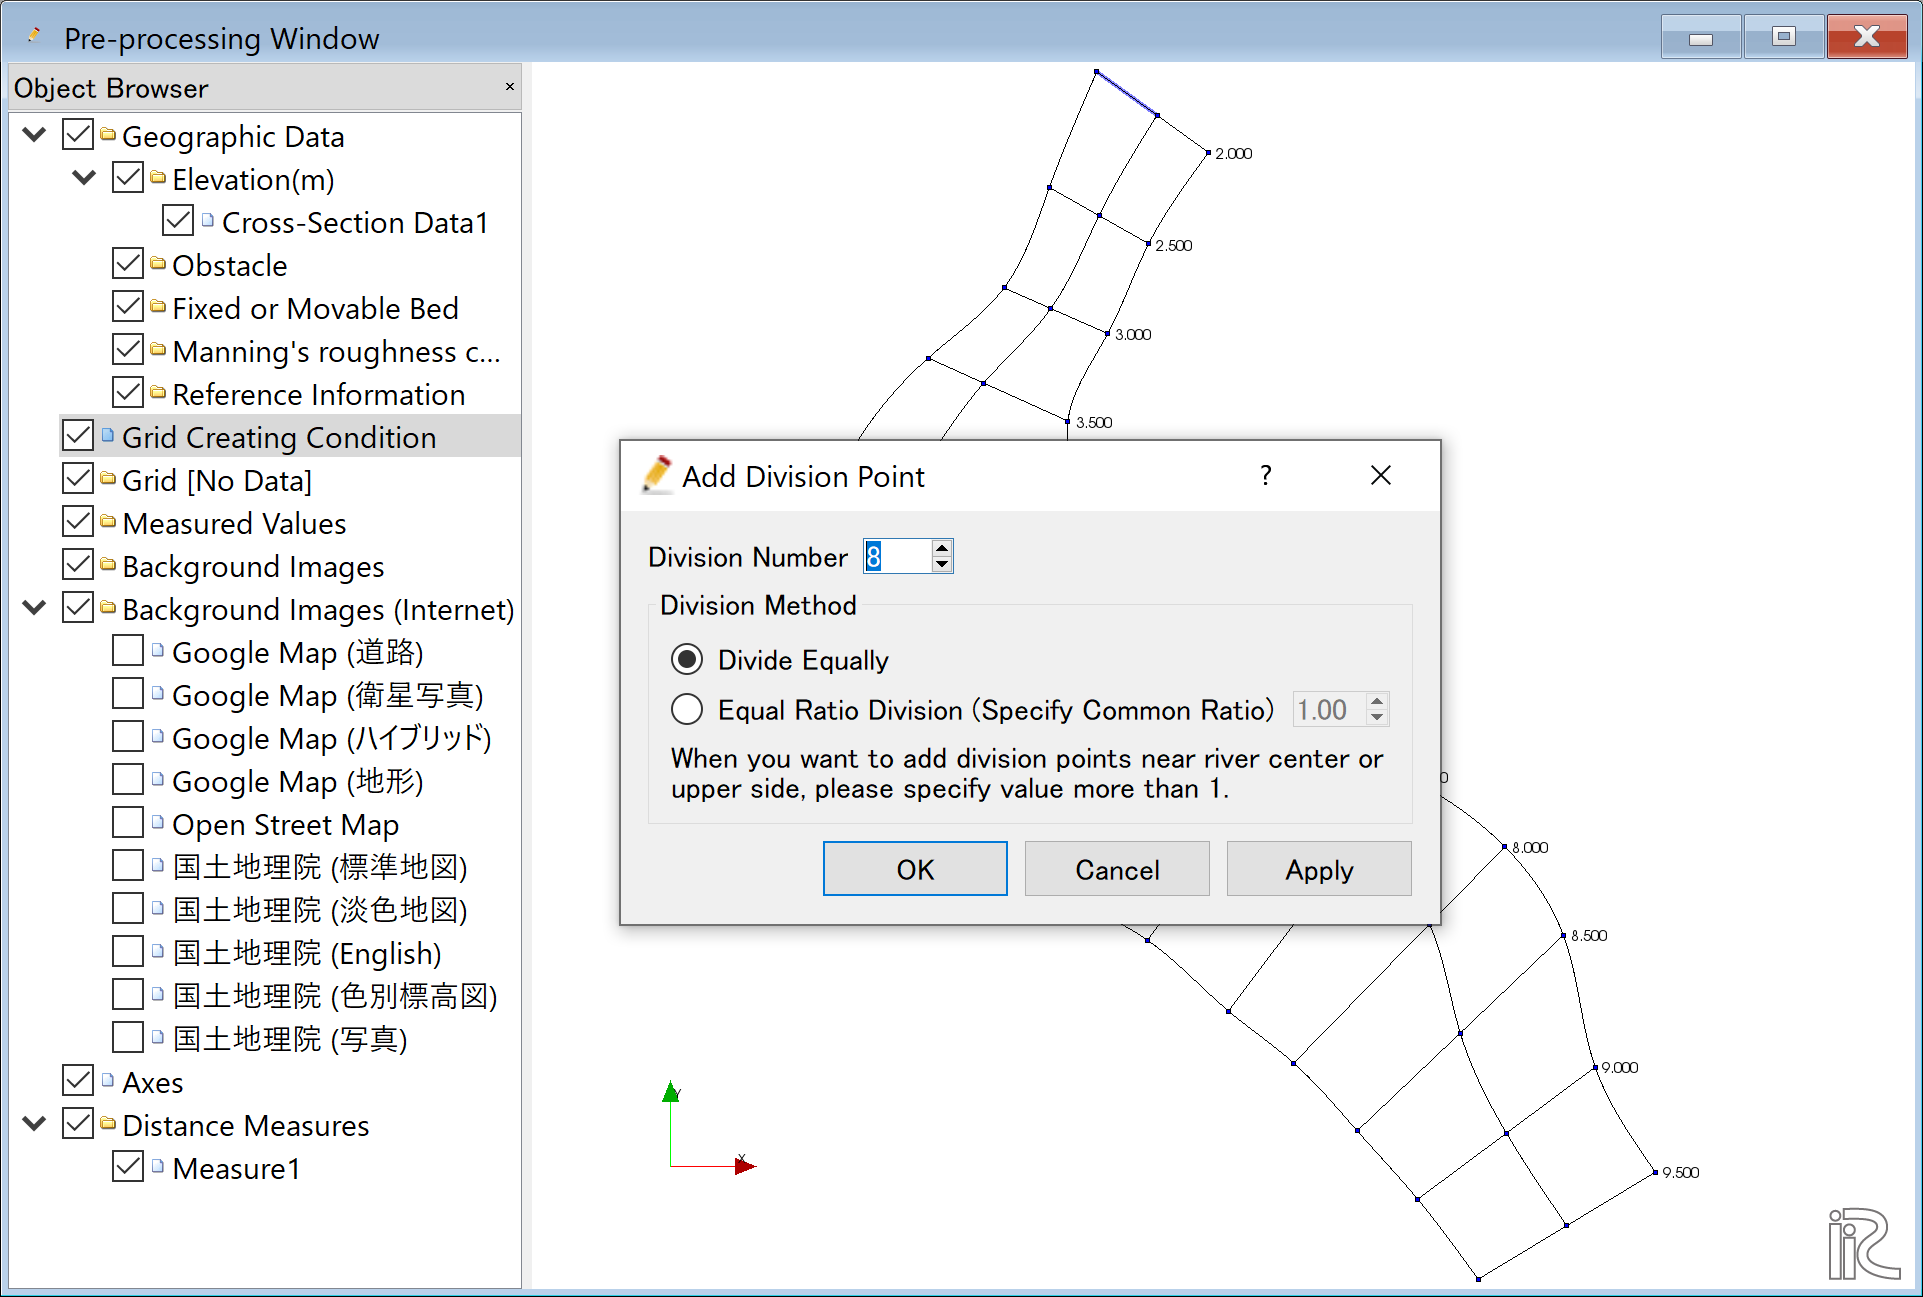 Pre-processing Window
Object Browser
Geographic Data
Elevation(m)
Cross-Section Data1
Obstacle
Fixed or Movable Bed
Manning's roughness c...
Reference Information
Grid Creating Condition
Grid [No Data]
Measured Values
Background Images
Background Images (Internet)
Google Map (道路)
Google Map (衛星写真)
Google Map (ハイブリッド)
Google Map (地形)
Open Street Map
国土地理院 (標準地図)
国土地理院 (淡色地図)
国土地理院 (English)
国土地理院 (色別標高図)
国土地理院 (写真)
Axes
Distance Measures
Measure1
2.000
2.500
3.000
3.500
Add Division Point
?
Division Number 8
Division Method
Divide Equally
Equal Ratio Division (Specify Common Ratio) 1.00
When you want to add division points near river center or
upper side, please specify value more than 1.
OK Cancel Apply
0
8.000
8.500
9.000
9.500
Y
X
iRIC